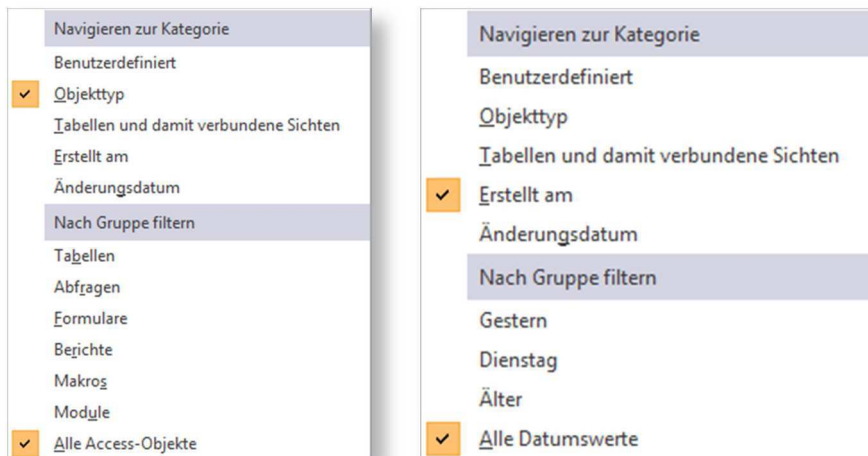 Navigieren zur Kategorie
Benutzerdefiniert
Objekttyp
Tabellen und damit verbundene Sichten
Erstellt am
Änderungsdatum
Nach Gruppe filtern
Tabellen
Abfragen
Formulare
Berichte
Makros
Module
Alle Access-Objekte
Navigieren zur Kategorie
Benutzerdefiniert
Objekttyp
Tabellen und damit verbundene Sichten
Erstellt am
Änderungsdatum
Nach Gruppe filtern
Gestern
Dienstag
Älter
Alle Datumswerte